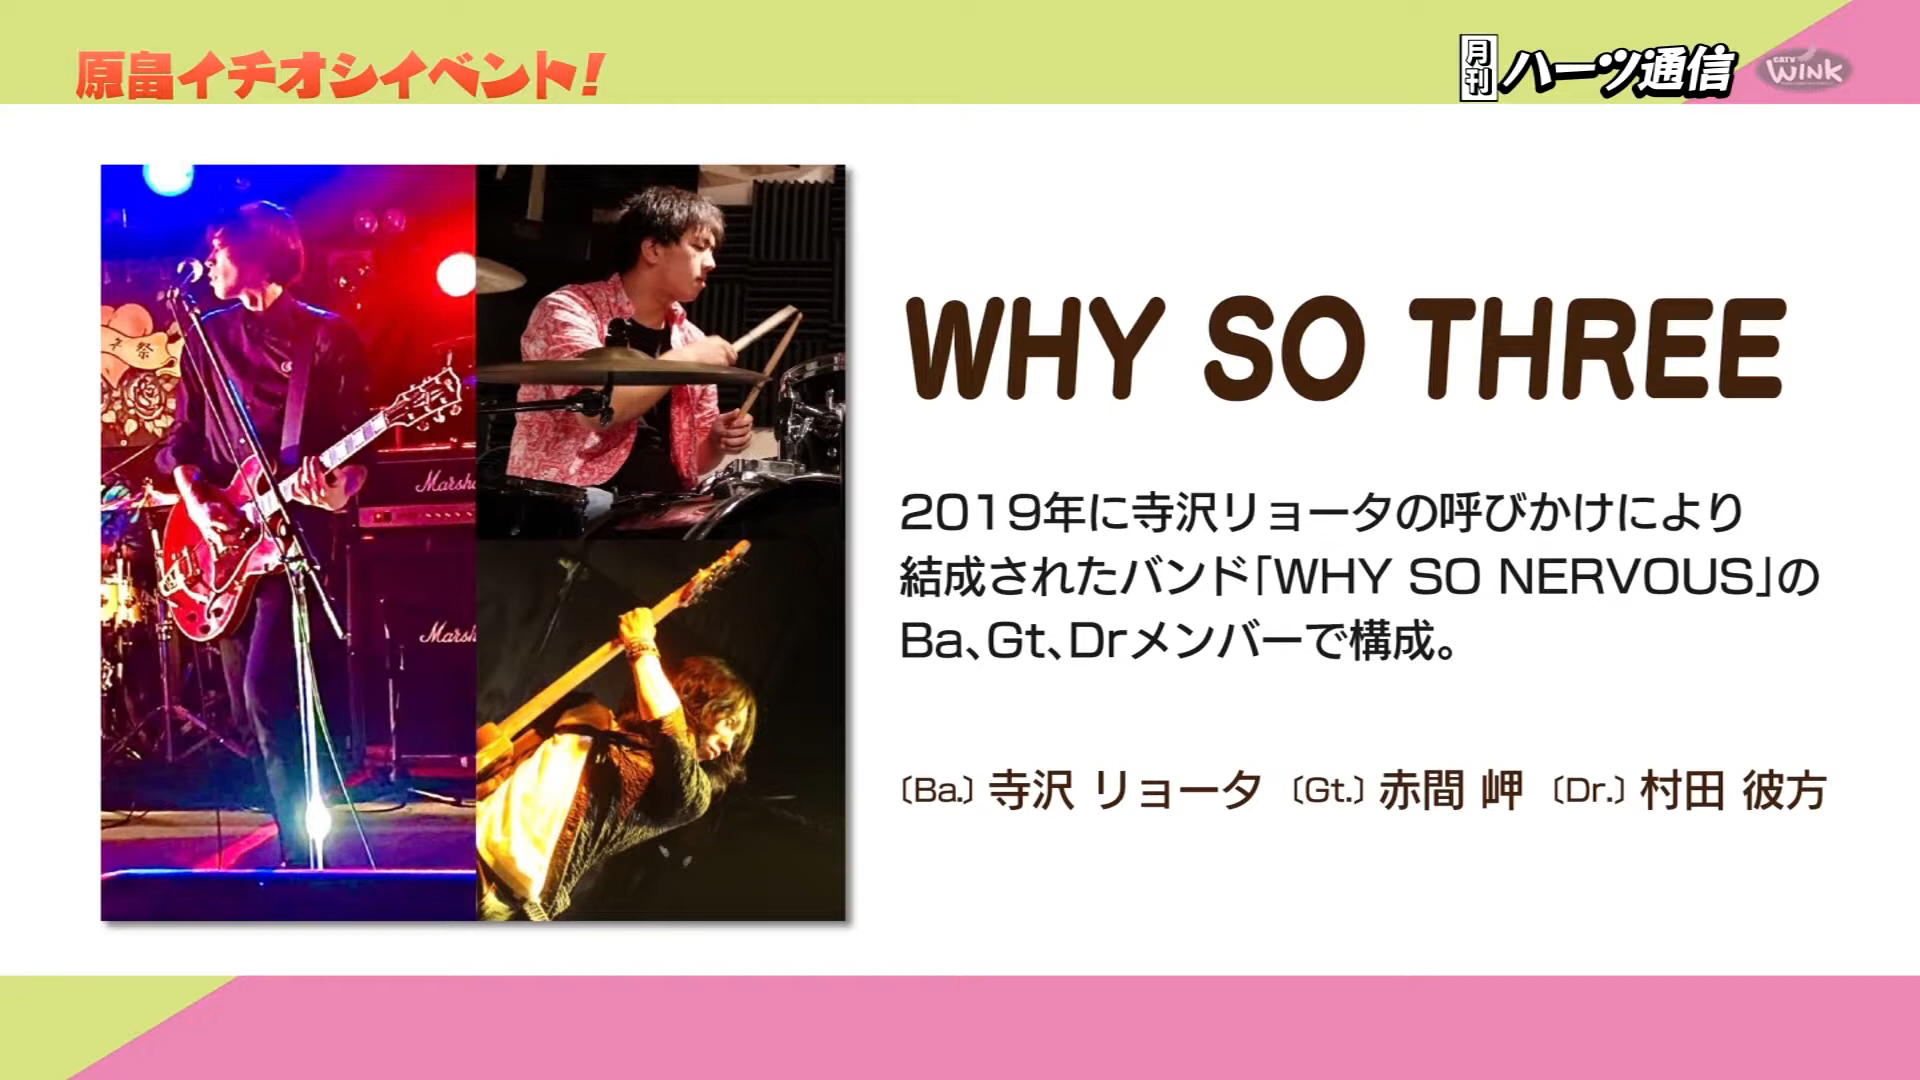 原畠イチオシイベント!
月刊 ハーツ通信
CATV WINK
祭
Marsh
Marsh
WHY SO THREE
2019年に寺沢リョータの呼びかけにより
結成されたバンド「WHY SO NERVOUS」の
Ba、Gt、Drメンバーで構成。
〔Ba.〕寺沢 リョータ 〔Gt.〕赤間 岬 〔Dr.〕村田 彼方